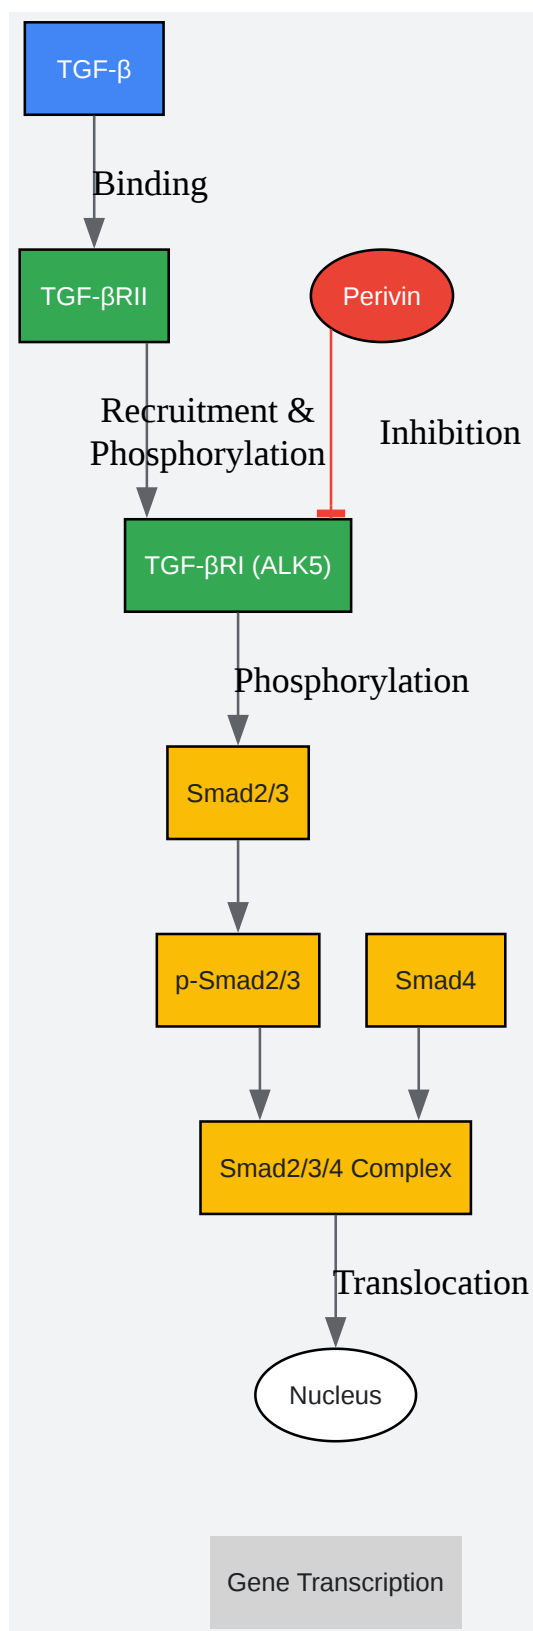 TGF-β
Binding
TGF-βRII
Perivin
Recruitment &
Phosphorylation
Inhibition
TGF-βRI (ALK5)
Phosphorylation
Smad2/3
p-Smad2/3
Smad4
Smad2/3/4 Complex
Translocation
Nucleus
Gene Transcription